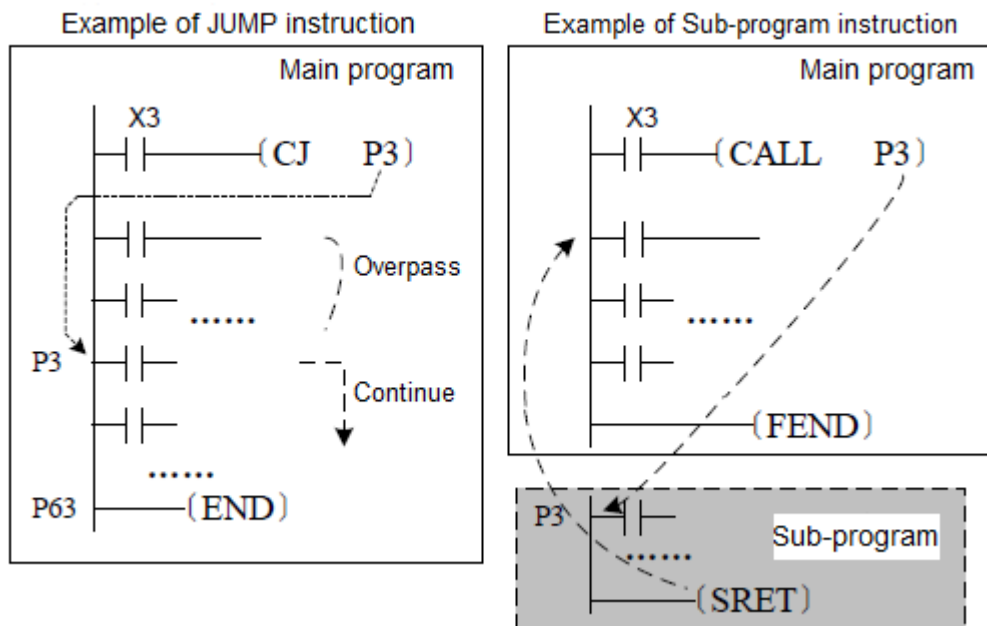 Example of JUMP instruction
Main program
X3
(CJ P3)
Overpass
......
P3
Continue
......
P63 (END)
Example of Sub-program instruction
Main program
X3
(CALL P3)
......
(FEND)
P3
Sub-program
......
(SRET)